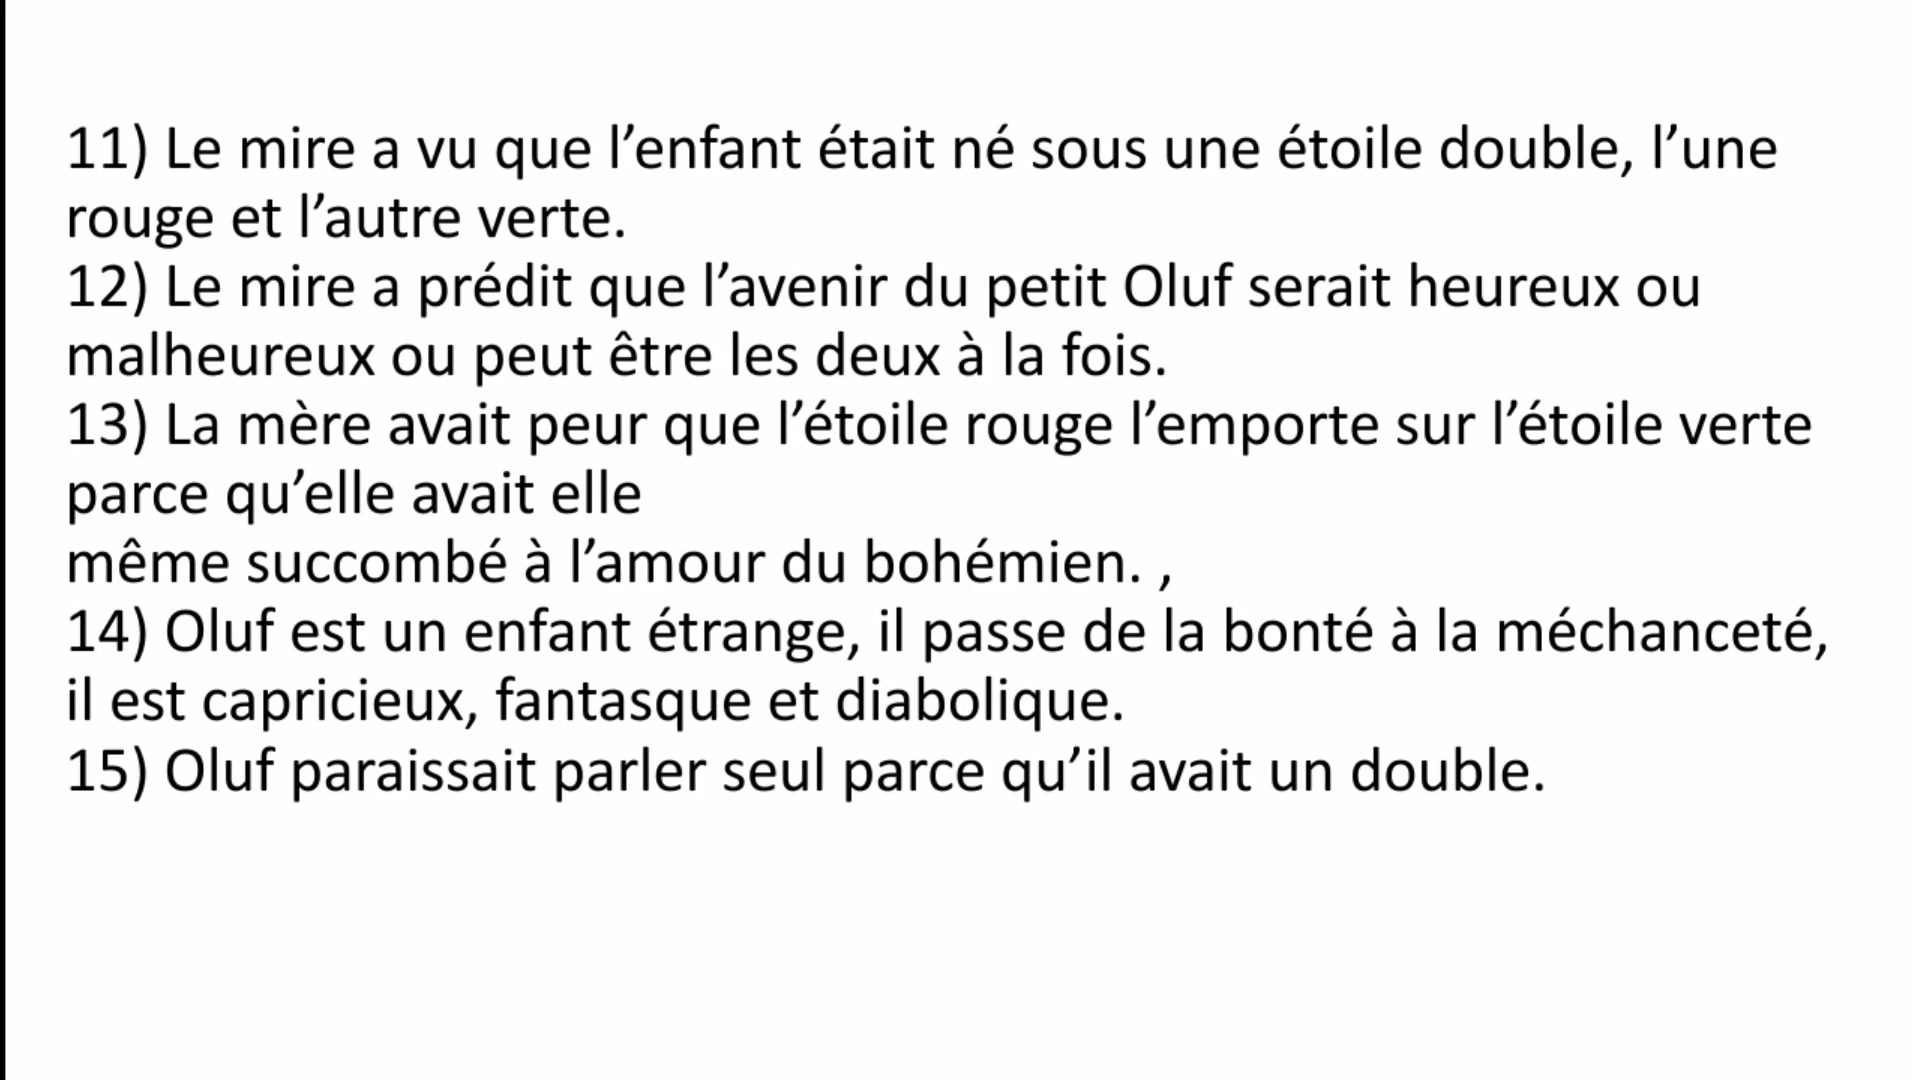 11) Le mire a vu que l’enfant était né sous une étoile double, l’une
rouge et l’autre verte.
12) Le mire a prédit que l’avenir du petit Oluf serait heureux ou
malheureux ou peut être les deux à la fois.
13) La mère avait peur que l’étoile rouge l’emporte sur l’étoile verte
parce qu’elle avait elle
même succombé à l’amour du bohémien. ,
14) Oluf est un enfant étrange, il passe de la bonté à la méchanceté,
il est capricieux, fantasque et diabolique.
15) Oluf paraissait parler seul parce qu’il avait un double.